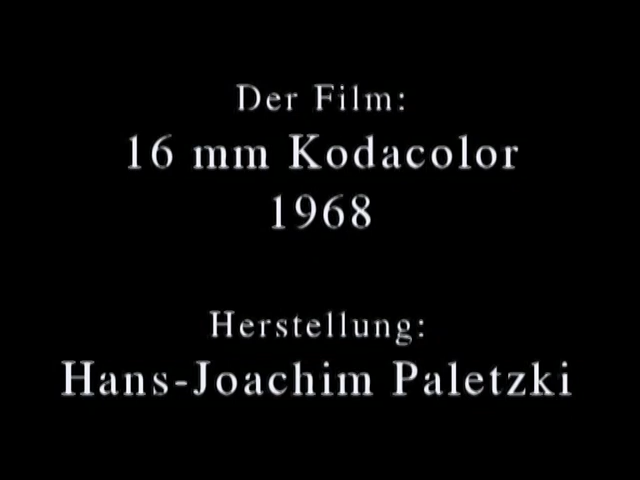 Der Film:
16 mm Kodacolor
1968
Herstellung:
Hans-Joachim Paletzki